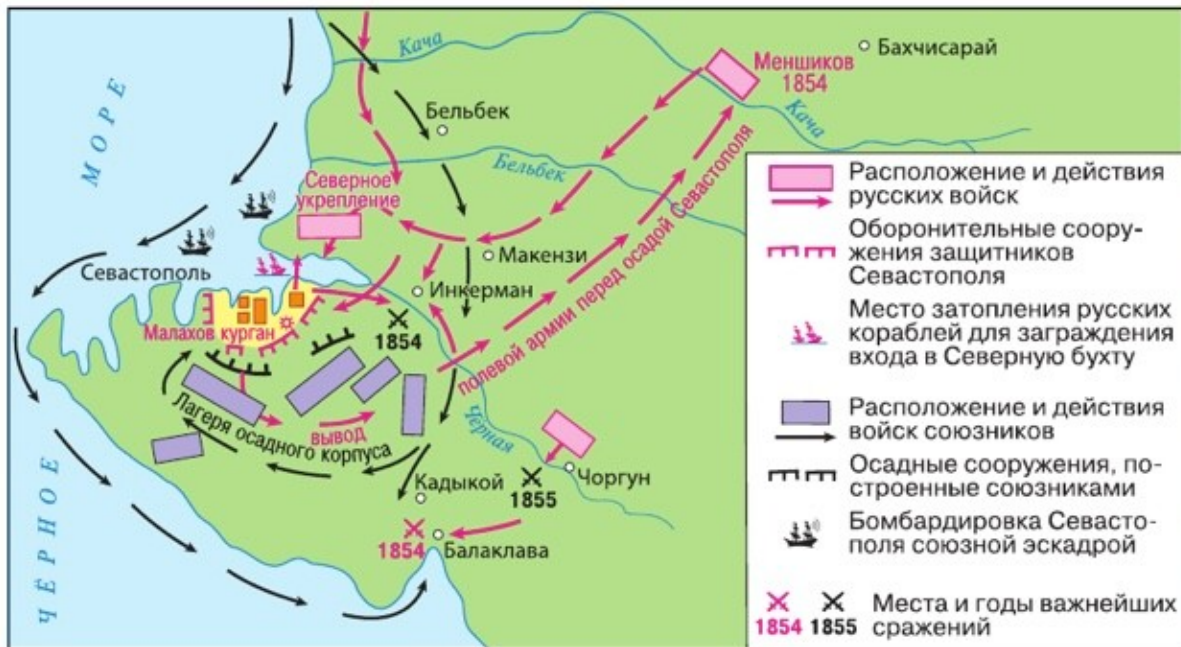 Кача
Бахчисарай
Меншиков
1854
Кача
Бельбек
Бельбек
МОРЕ
Северное
укрепление
Макензи
Севастополь
Инкерман
Малахов курган
1854
полевой армии перед осадой Севастополя
Лагеря осадного корпуса
вывод
Чёрная
Кадыкой
1855
Чоргун
1854
Балаклава
ЧЁРНОЕ
Расположение и действия
русских войск
Оборонительные соору-
жения защитников
Севастополя
Место затопления русских
кораблей для заграждения
входа в Северную бухту
Расположение и действия
войск союзников
Осадные сооружения, по-
строенные союзниками
Бомбардировка Севасто-
поля союзной эскадрой
Места и годы важнейших
сражений
1854 1855